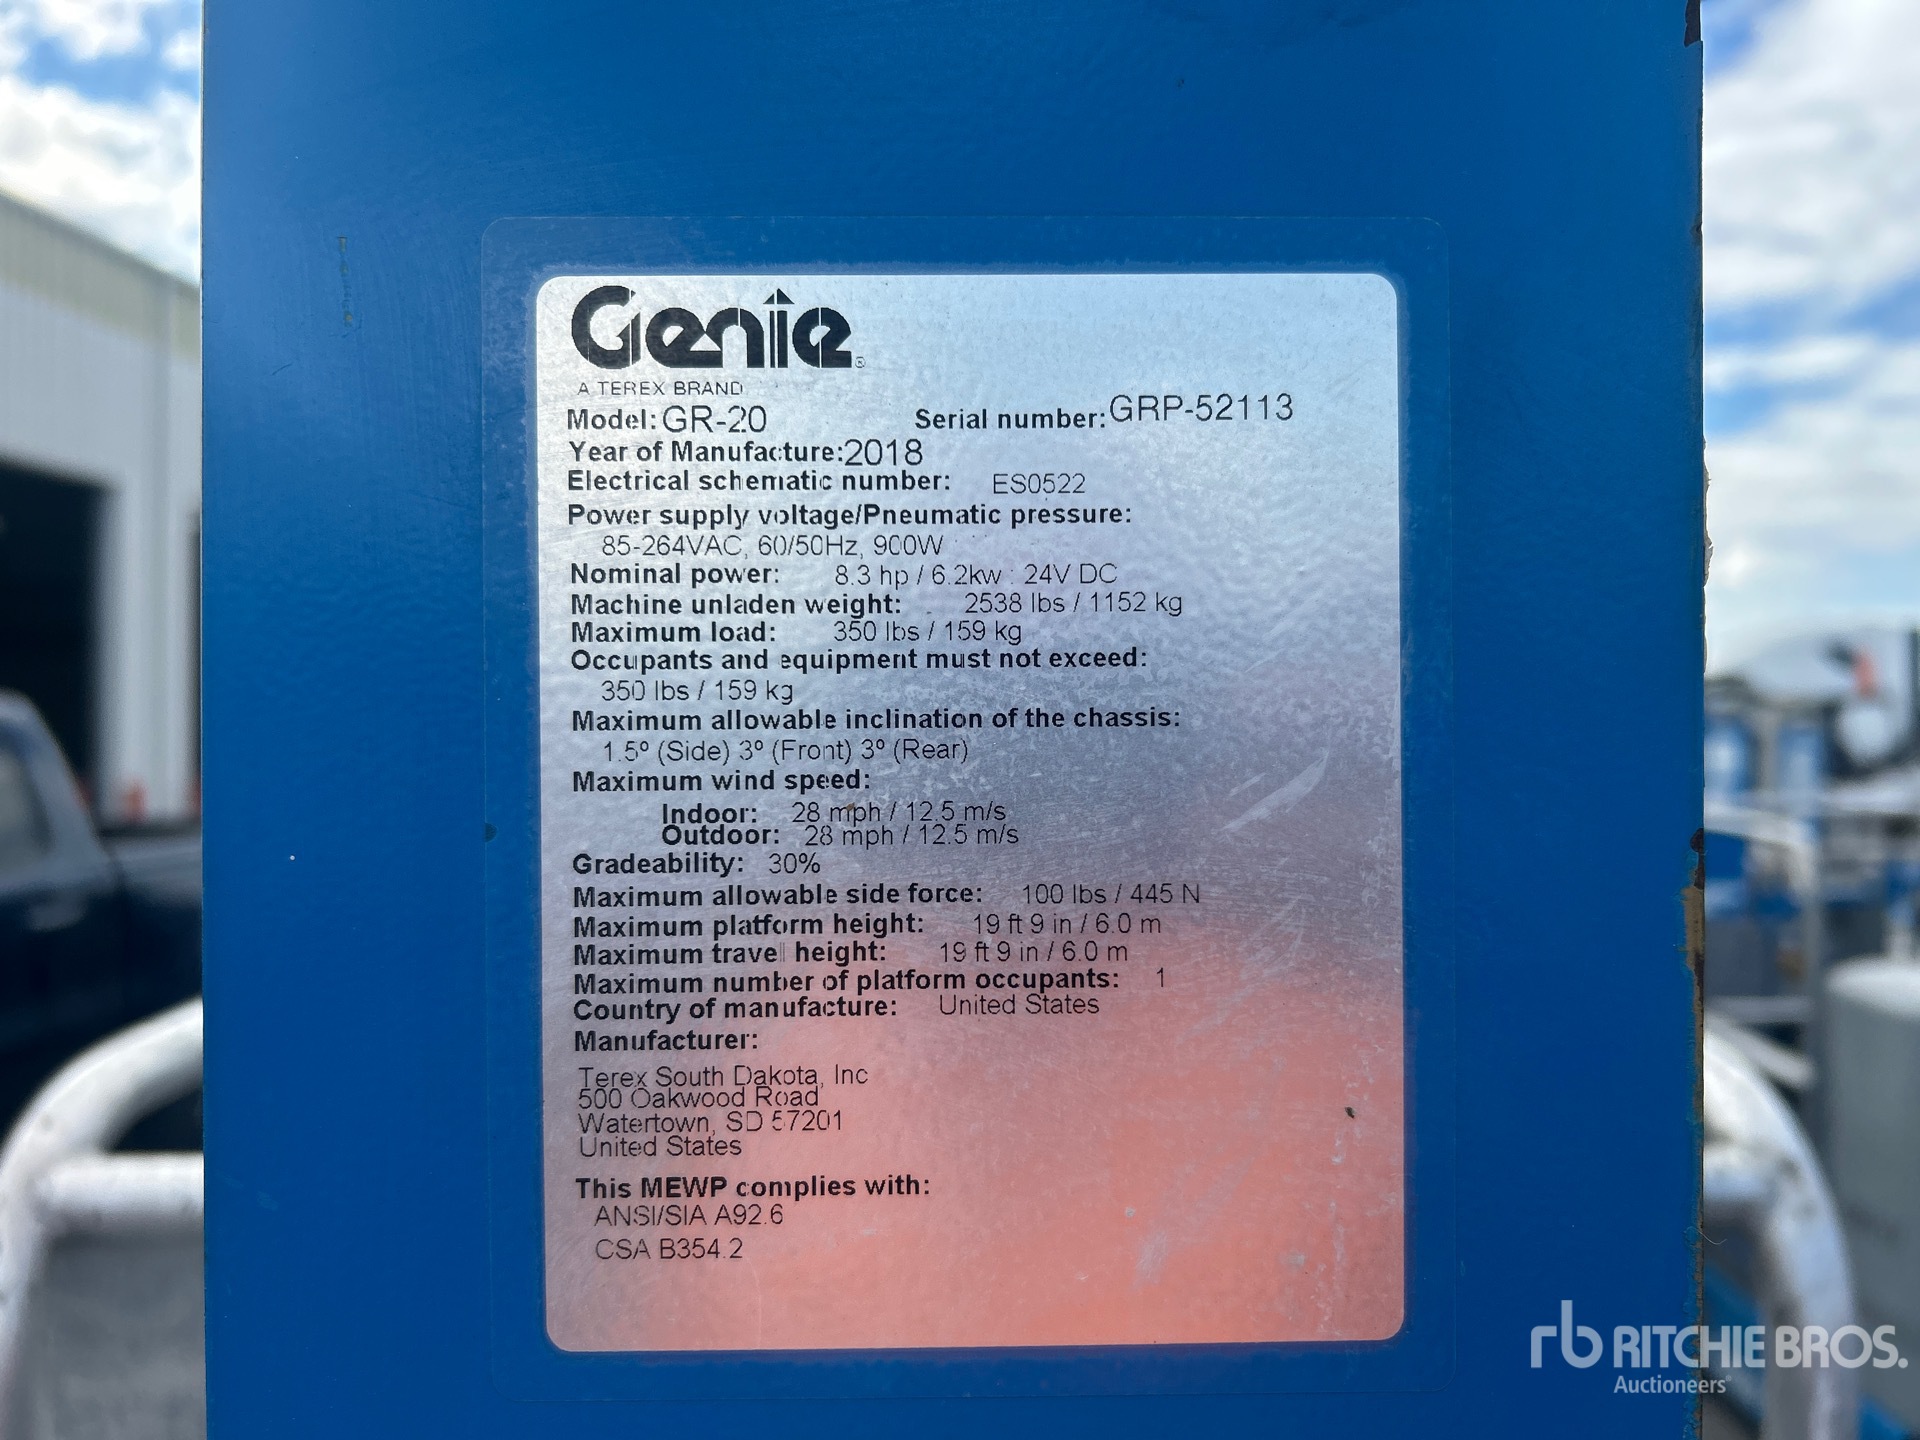 Genie®
A TEREX BRAND
Model: GR-20 Serial number: GRP-52113
Year of Manufacture: 2018
Electrical schematic number: ES0522
Power supply voltage/Pneumatic pressure:
85-264VAC, 60/50Hz, 900W
Nominal power: 8.3 hp / 6.2kw : 24V DC
Machine unladen weight: 2538 lbs / 1152 kg
Maximum load: 350 lbs / 159 kg
Occupants and equipment must not exceed:
350 lbs / 159 kg
Maximum allowable inclination of the chassis:
1.5º (Side) 3º (Front) 3º (Rear)
Maximum wind speed:
Indoor: 28 mph / 12.5 m/s
Outdoor: 28 mph / 12.5 m/s
Gradeability: 30%
Maximum allowable side force: 100 lbs / 445 N
Maximum platform height: 19 ft 9 in / 6.0 m
Maximum travel height: 19 ft 9 in / 6.0 m
Maximum number of platform occupants: 1
Country of manufacture: United States
Manufacturer:
Terex South Dakota, Inc
500 Oakwood Road
Watertown, SD 57201
United States
This MEWP complies with:
ANSI/SIA A92.6
CSA B354.2
rb RITCHIE BROS.
Auctioneers